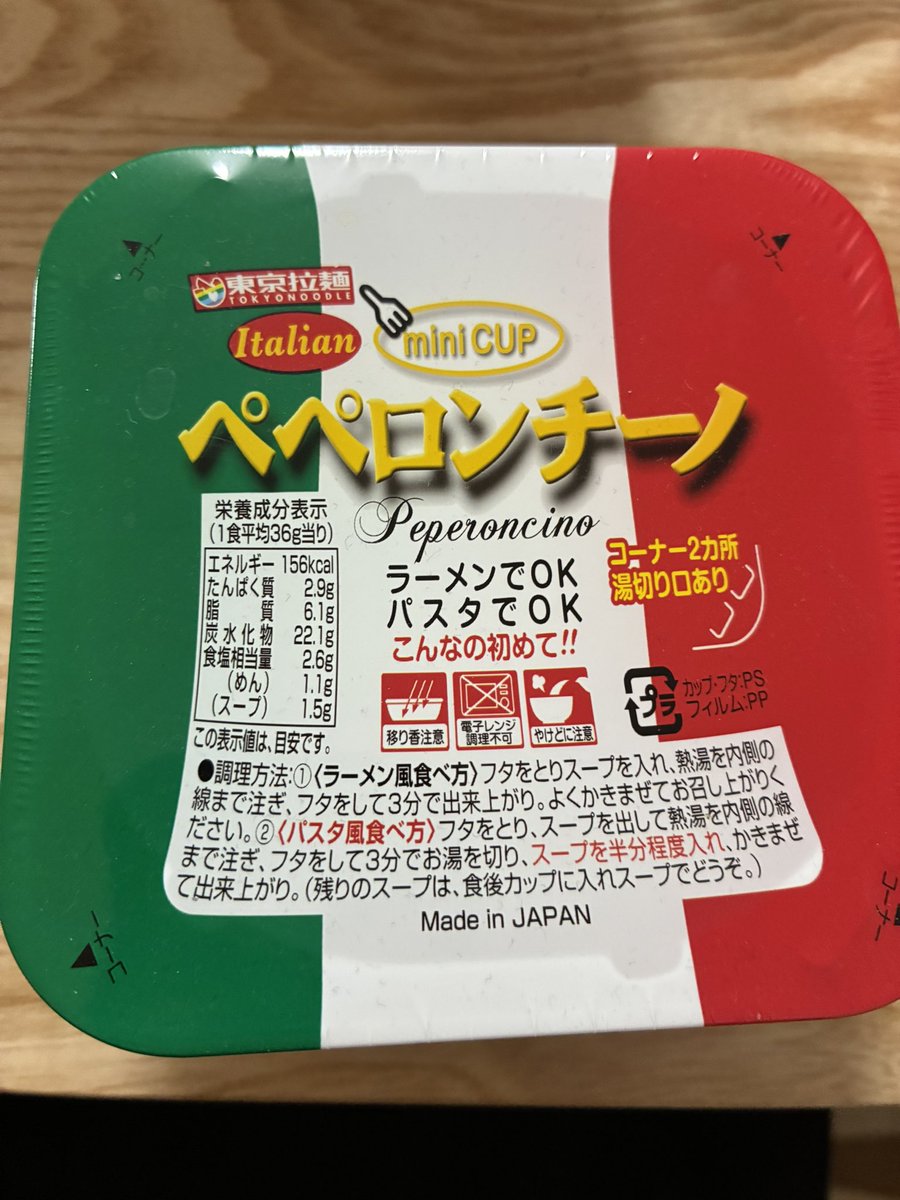 コーナー
コーナー
東京拉麺
TOKYONOODLE
Italian
mini CUP
ペペロンチーノ
Peperoncino
栄養成分表示
(1食平均36g当り)
エネルギー 156kcal
たんぱく質 2.9g
脂質 6.1g
炭水化物 22.1g
食塩相当量 2.6g
(めん) 1.1g
(スープ) 1.5g
この表示値は、目安です。
ラーメンでOK
パスタでOK
こんなの初めて!!
コーナー2カ所
湯切り口あり
移り香注意
電子レンジ
調理不可
やけどに注意
プラ
カップ・フタ:PS
フィルム:PP
●調理方法:①〈ラーメン風食べ方〉フタをとりスープを入れ、熱湯を内側の
線まで注ぎ、フタをして3分で出来上がり。よくかきまぜてお召し上がりく
ださい。②〈パスタ風食べ方〉フタをとり、スープを出して熱湯を内側の線
まで注ぎ、フタをして3分でお湯を切り、スープを半分程度入れ、かきまぜ
て出来上がり。(残りのスープは、食後カップに入れスープでどうぞ。)
Made in JAPAN
コーナー
コーナー